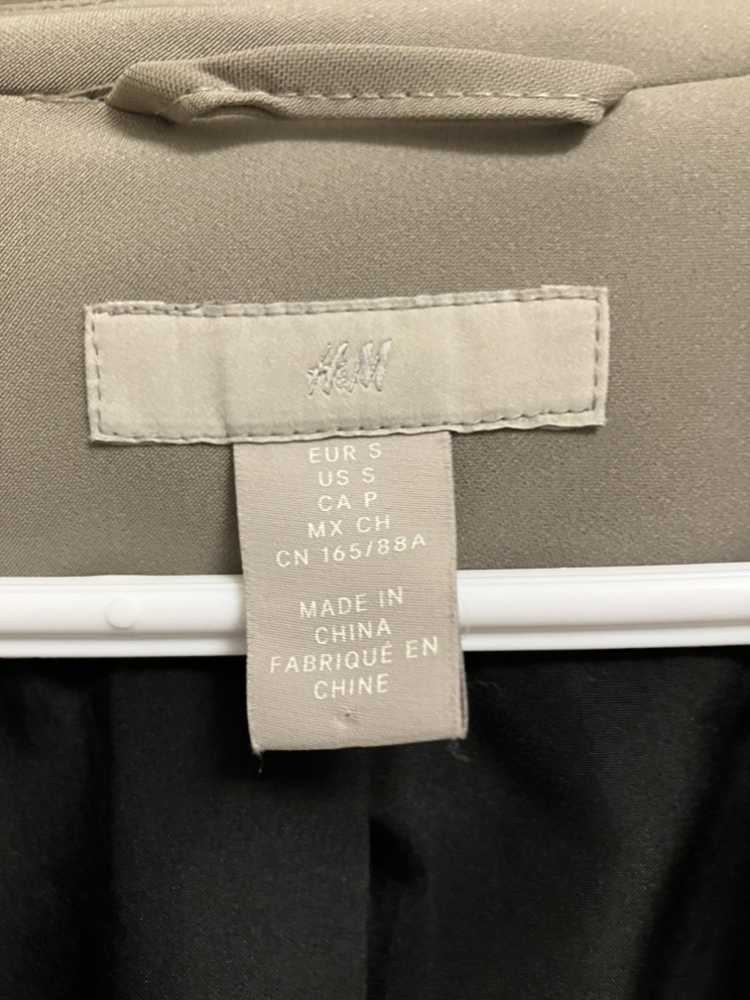 H&M
EUR S
US S
CA P
MX CH
CN 165/88A
MADE IN
CHINA
FABRIQUÉ EN
CHINE